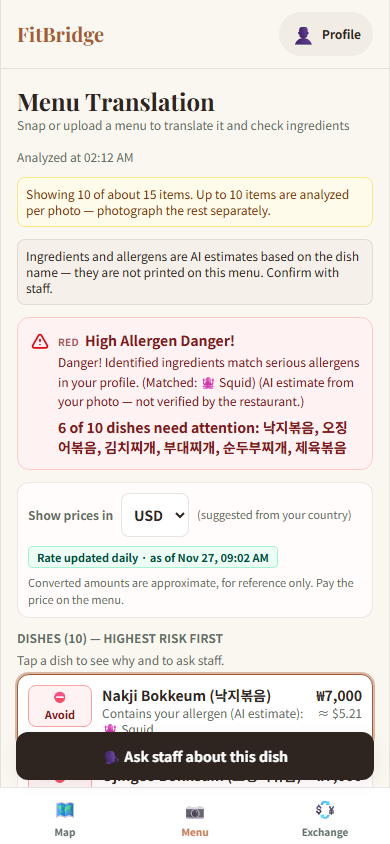 FitBridge
Profile
Menu Translation
Snap or upload a menu to translate it and check ingredients
Analyzed at 02:12 AM
Showing 10 of about 15 items. Up to 10 items are analyzed
per photo — photograph the rest separately.
Ingredients and allergens are AI estimates based on the dish
name — they are not printed on this menu. Confirm with
staff.
RED High Allergen Danger!
Danger! Identified ingredients match serious allergens
in your profile. (Matched: 🦑 Squid) (AI estimate from
your photo — not verified by the restaurant.)
6 of 10 dishes need attention: 낙지볶음, 오징
어볶음, 김치찌개, 부대찌개, 순두부찌개, 제육볶음
Show prices in USD (suggested from your country)
Rate updated daily · as of Nov 27, 09:02 AM
Converted amounts are approximate, for reference only. Pay the
price on the menu.
DISHES (10) — HIGHEST RISK FIRST
Tap a dish to see why and to ask staff.
Nakji Bokkeum (낙지볶음) ₩7,000
Avoid Contains your allergen (AI estimate): ≈ $5.21
🦑 Squid
Ask staff about this dish
Map Menu Exchange